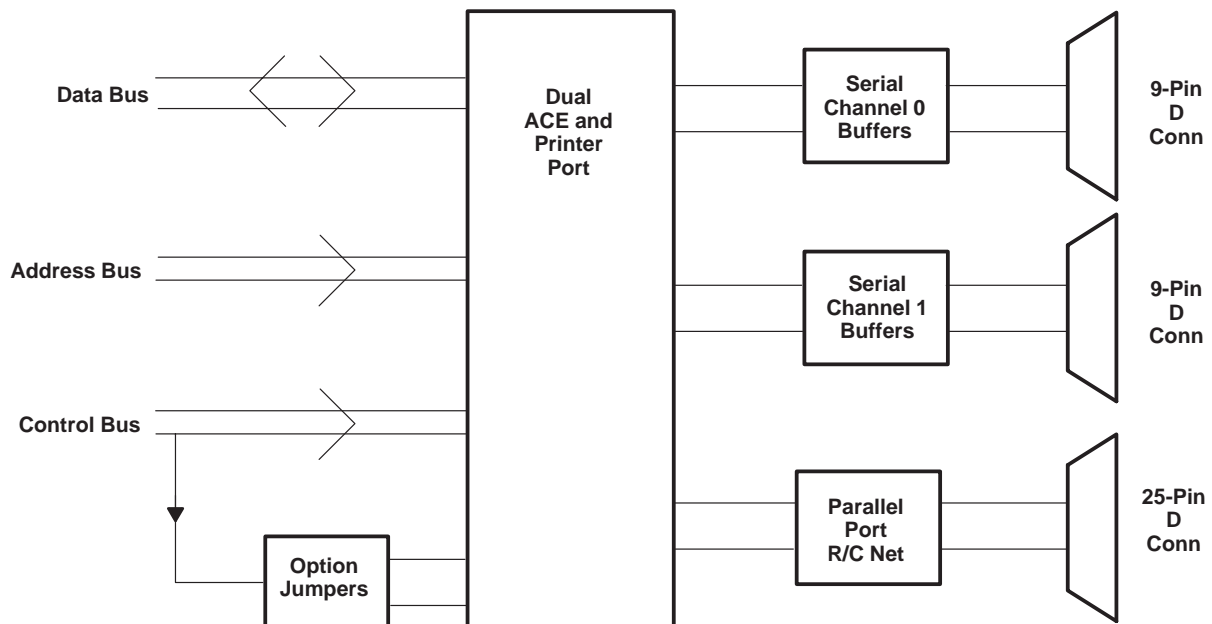 Data Bus
Address Bus
Control Bus
Option
Jumpers
Dual
ACE and
Printer
Port
Serial
Channel 0
Buffers
9-Pin
D
Conn
Serial
Channel 1
Buffers
9-Pin
D
Conn
Parallel
Port
R/C Net
25-Pin
D
Conn